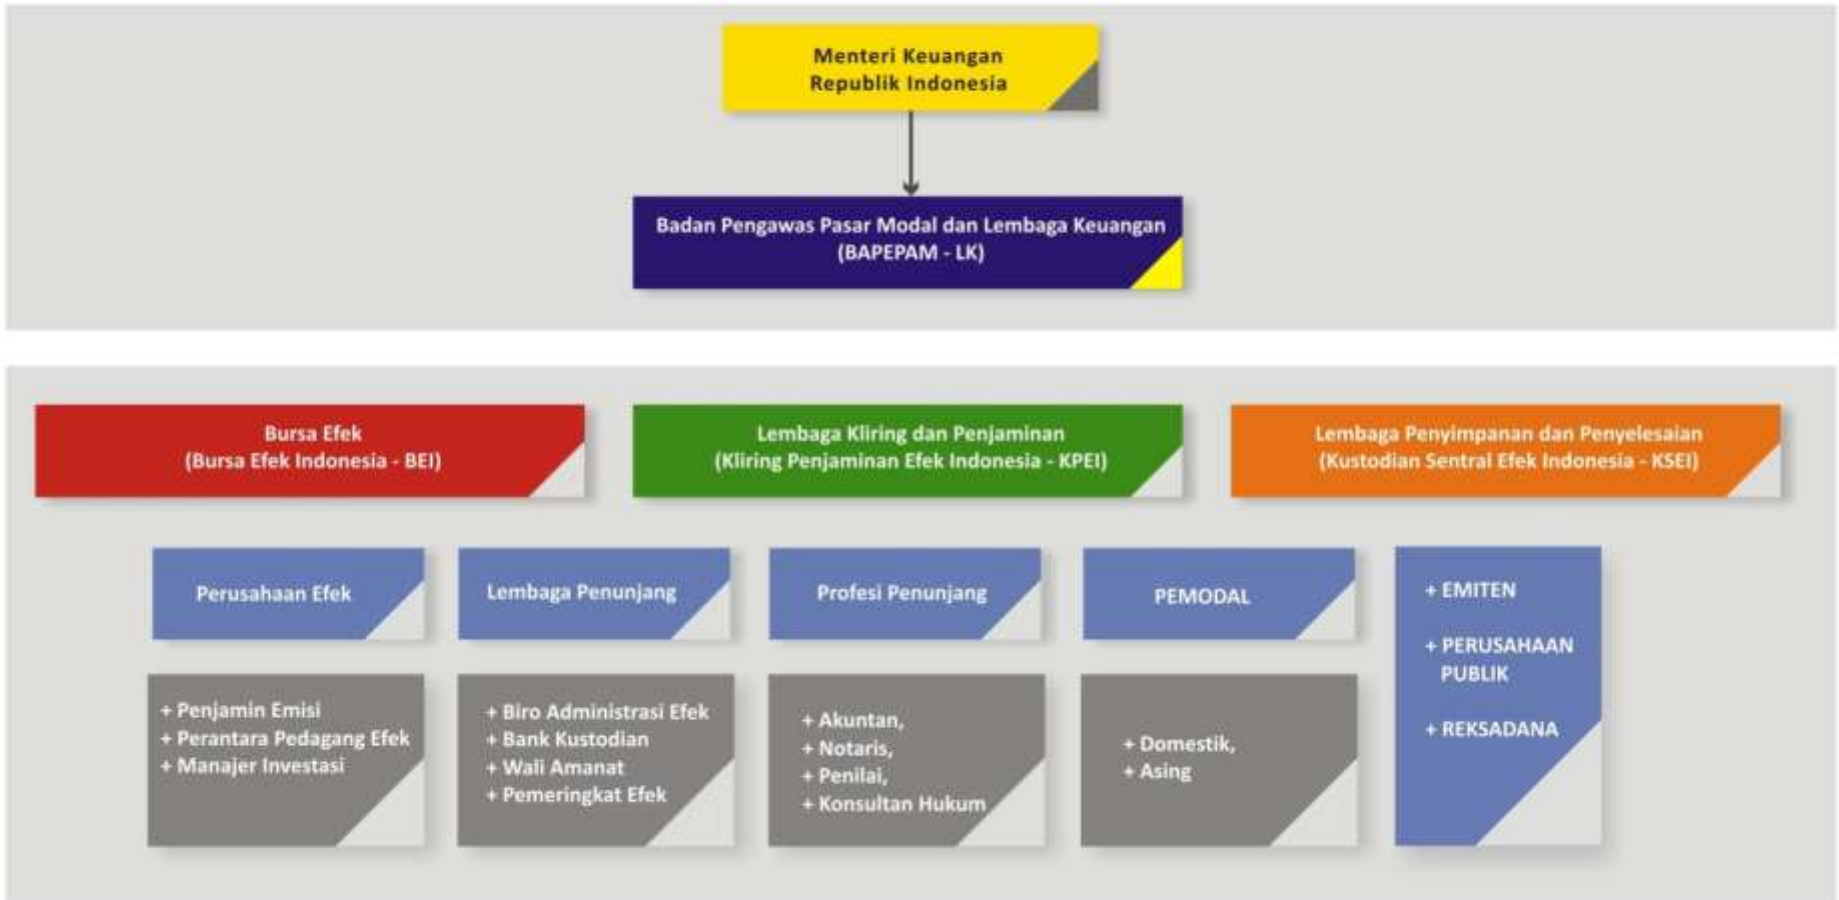 Menteri Keuangan
Republik Indonesia
Badan Pengawas Pasar Modal dan Lembaga Keuangan
(BAPEPAM - LK)
Bursa Efek
(Bursa Efek Indonesia - BEI)
Lembaga Kliring dan Penjaminan
(Kliring Penjaminan Efek Indonesia - KPEI)
Lembaga Penyimpanan dan Penyelesaian
(Kustodian Sentral Efek Indonesia - KSEI)
Perusahaan Efek
+ Penjamin Emisi
+ Perantara Pedagang Efek
+ Manajer Investasi
Lembaga Penunjang
+ Biro Administrasi Efek
+ Bank Kustodian
+ Wali Amanat
+ Pemeringkat Efek
Profesi Penunjang
+ Akuntan,
+ Notaris,
+ Penilai,
+ Konsultan Hukum
PEMODAL
+ Domestik,
+ Asing
+ EMITEN
+ PERUSAHAAN
PUBLIK
+ REKSADANA